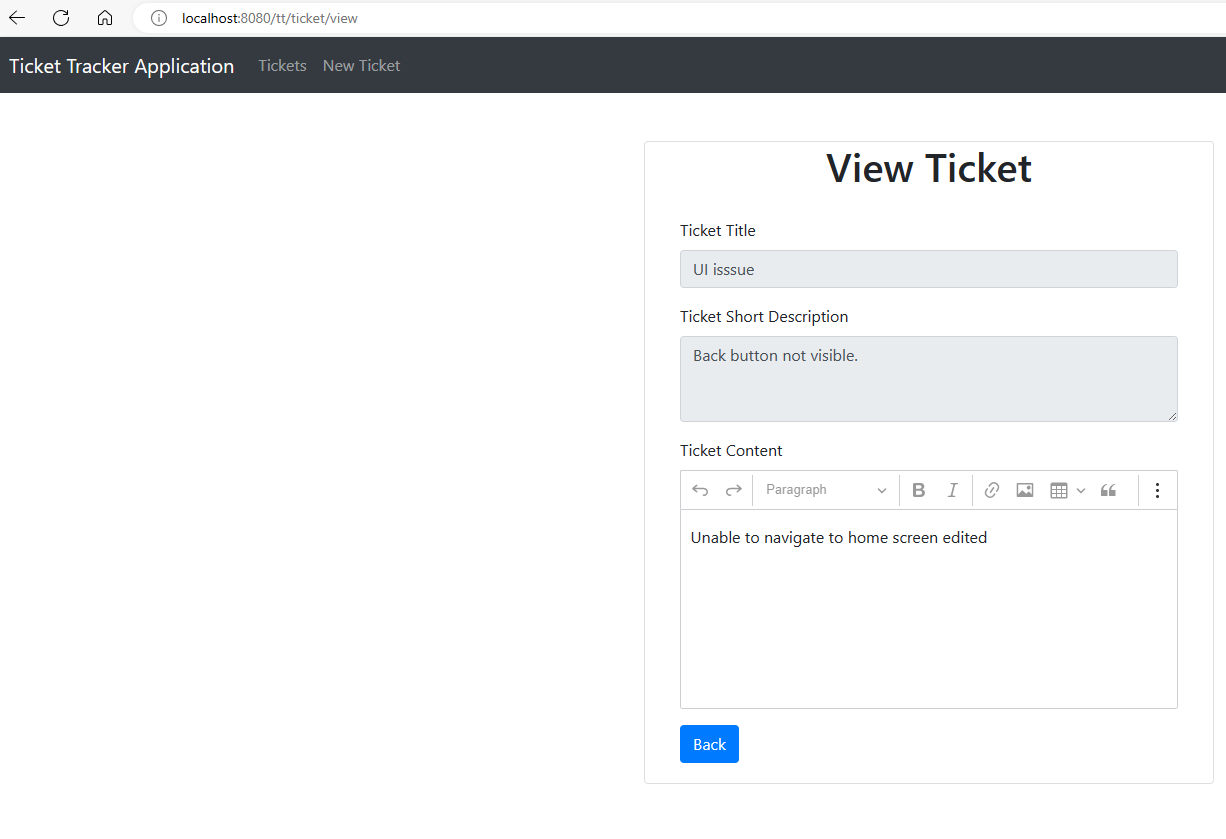 localhost:8080/tt/ticket/view
Ticket Tracker Application Tickets New Ticket
View Ticket
Ticket Title
UI isssue
Ticket Short Description
Back button not visible.
Ticket Content
Paragraph B I
Unable to navigate to home screen edited
Back